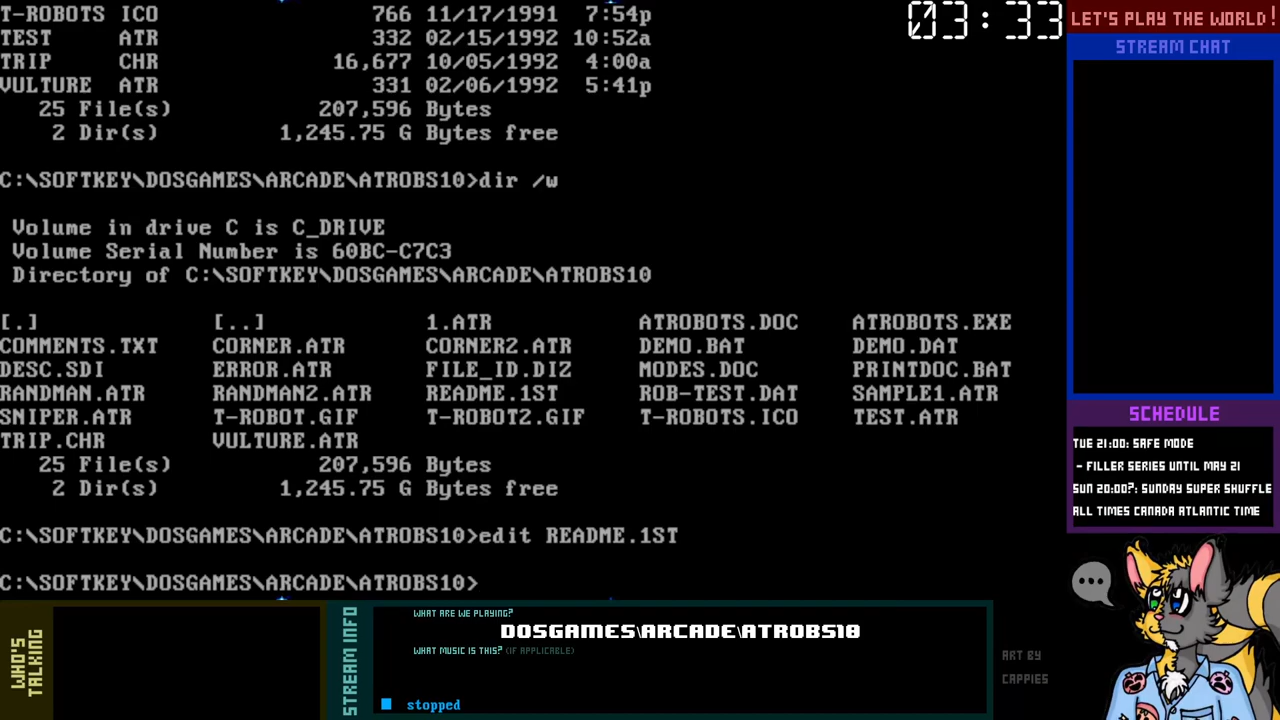 T-ROBOTS ICO 766 11/17/1991 7:54p
TEST ATR 332 02/15/1992 10:52a
TRIP CHR 16,677 10/05/1992 4:00a
VULTURE ATR 331 02/06/1992 5:41p
25 File(s) 207,596 Bytes
2 Dir(s) 1,245.75 G Bytes free
C:\SOFTKEY\DOSGAMES\ARCADE\ATROBS10>dir /w
Volume in drive C is C_DRIVE
Volume Serial Number is 60BC-C7C3
Directory of C:\SOFTKEY\DOSGAMES\ARCADE\ATROBS10
[.] [..] 1.ATR ATROBOTS.DOC ATROBOTS.EXE
COMMENTS.TXT CORNER.ATR CORNER2.ATR DEMO.BAT DEMO.DAT
DESC.SDI ERROR.ATR FILE_ID.DIZ MODES.DOC PRINTDOC.BAT
RANDMAN.ATR RANDMAN2.ATR README.1ST ROB-TEST.DAT SAMPLE1.ATR
SNIPER.ATR T-ROBOT.GIF T-ROBOT2.GIF T-ROBOTS.ICO TEST.ATR
TRIP.CHR VULTURE.ATR
25 File(s) 207,596 Bytes
2 Dir(s) 1,245.75 G Bytes free
C:\SOFTKEY\DOSGAMES\ARCADE\ATROBS10>edit README.1ST
C:\SOFTKEY\DOSGAMES\ARCADE\ATROBS10>
03:33
LET'S PLAY THE WORLD!
STREAM CHAT
SCHEDULE
TUE 21:00: SAFE MODE
- FILLER SERIES UNTIL MAY 21
SUN 20:00?: SUNDAY SUPER SHUFFLE
ALL TIMES CANADA ATLANTIC TIME
WHO'S TALKING
STREAM INFO
WHAT ARE WE PLAYING?
DOSGAMES\ARCADE\ATROBS10
WHAT MUSIC IS THIS? (IF APPLICABLE)
stopped
ART BY
CAPPIES